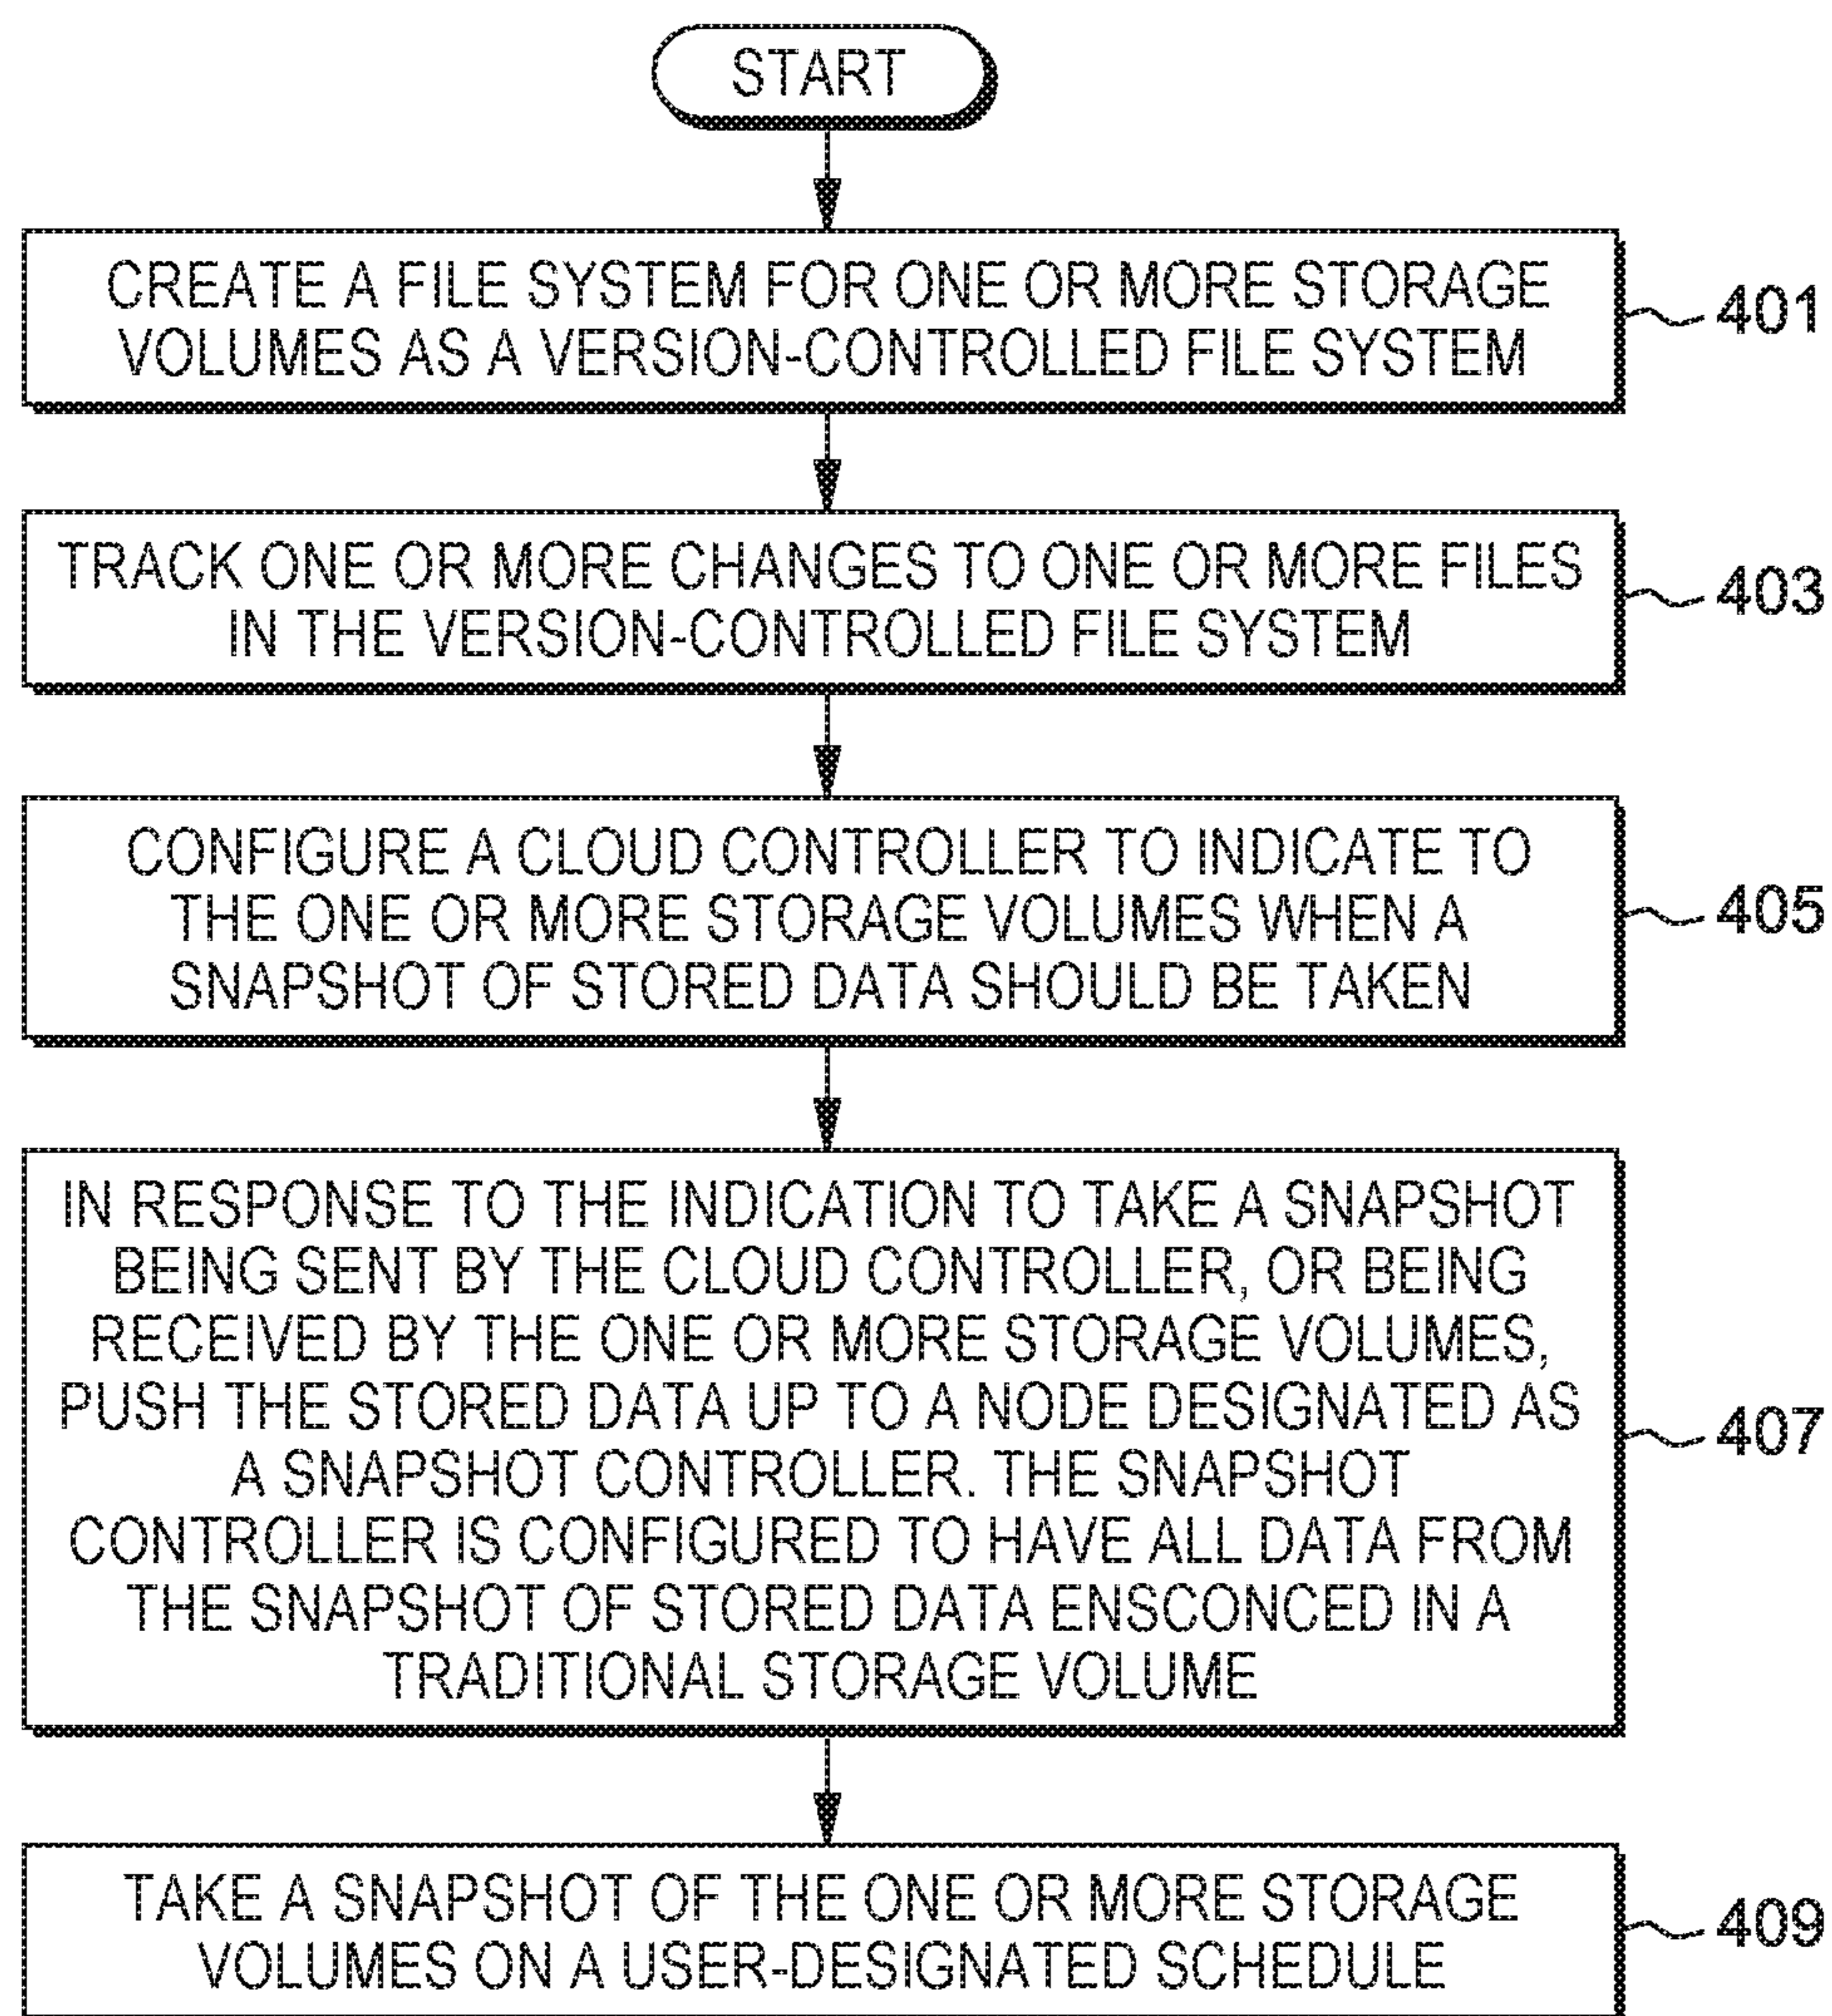 START
CREATE A FILE SYSTEM FOR ONE OR MORE STORAGE
VOLUMES AS A VERSION-CONTROLLED FILE SYSTEM
401
TRACK ONE OR MORE CHANGES TO ONE OR MORE FILES
IN THE VERSION-CONTROLLED FILE SYSTEM
403
CONFIGURE A CLOUD CONTROLLER TO INDICATE TO
THE ONE OR MORE STORAGE VOLUMES WHEN A
SNAPSHOT OF STORED DATA SHOULD BE TAKEN
405
IN RESPONSE TO THE INDICATION TO TAKE A SNAPSHOT
BEING SENT BY THE CLOUD CONTROLLER, OR BEING
RECEIVED BY THE ONE OR MORE STORAGE VOLUMES,
PUSH THE STORED DATA UP TO A NODE DESIGNATED AS
A SNAPSHOT CONTROLLER. THE SNAPSHOT
CONTROLLER IS CONFIGURED TO HAVE ALL DATA FROM
THE SNAPSHOT OF STORED DATA ENSCONCED IN A
TRADITIONAL STORAGE VOLUME
407
TAKE A SNAPSHOT OF THE ONE OR MORE STORAGE
VOLUMES ON A USER-DESIGNATED SCHEDULE
409